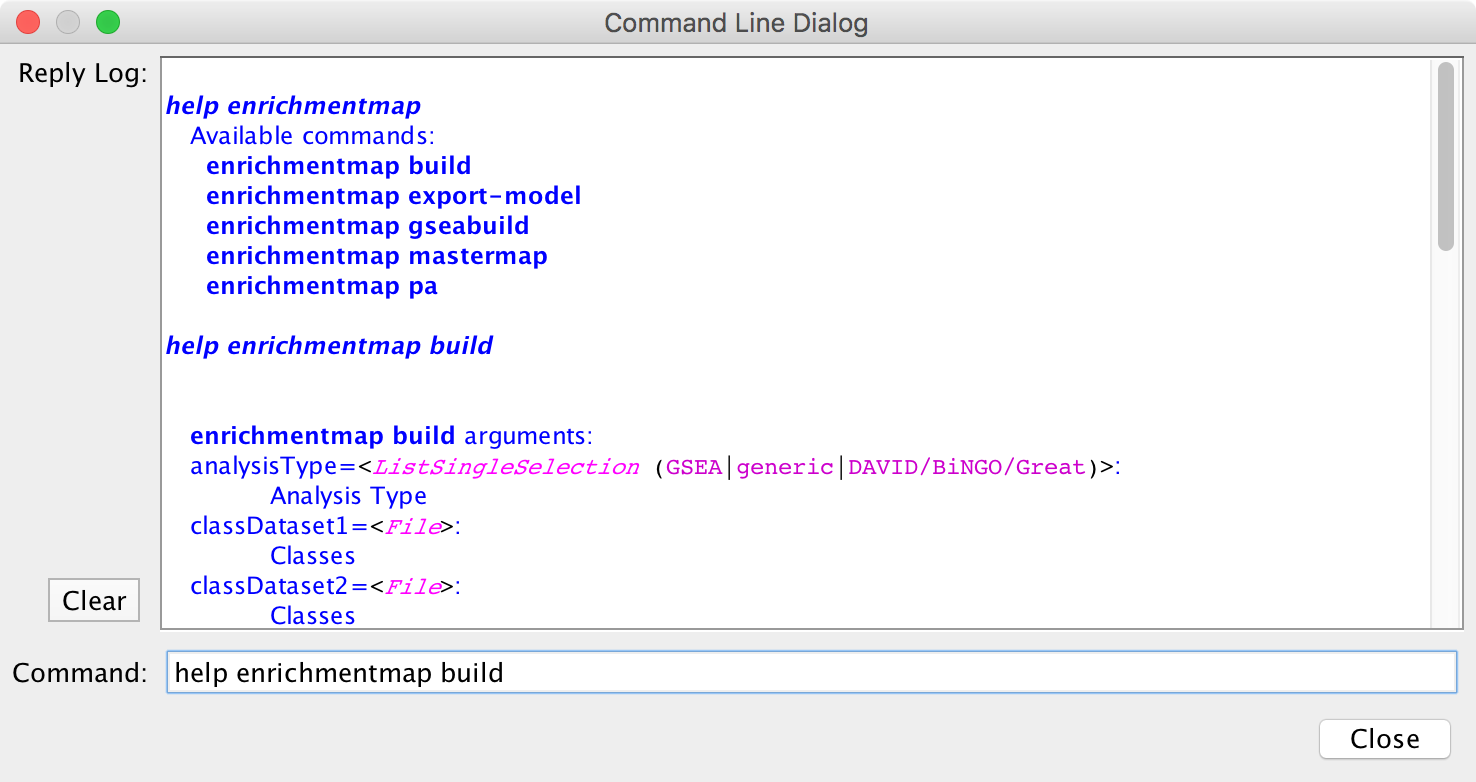 Command Line Dialog
Reply Log:
help enrichmentmap
Available commands:
enrichmentmap build
enrichmentmap export-model
enrichmentmap gseabuild
enrichmentmap mastermap
enrichmentmap pa
help enrichmentmap build
enrichmentmap build arguments:
analysisType=<ListSingleSelection (GSEA|generic|DAVID/BiNGO/Great)>:
Analysis Type
classDataset1=<File>:
Classes
classDataset2=<File>:
Classes
Clear
Command: help enrichmentmap build
Close